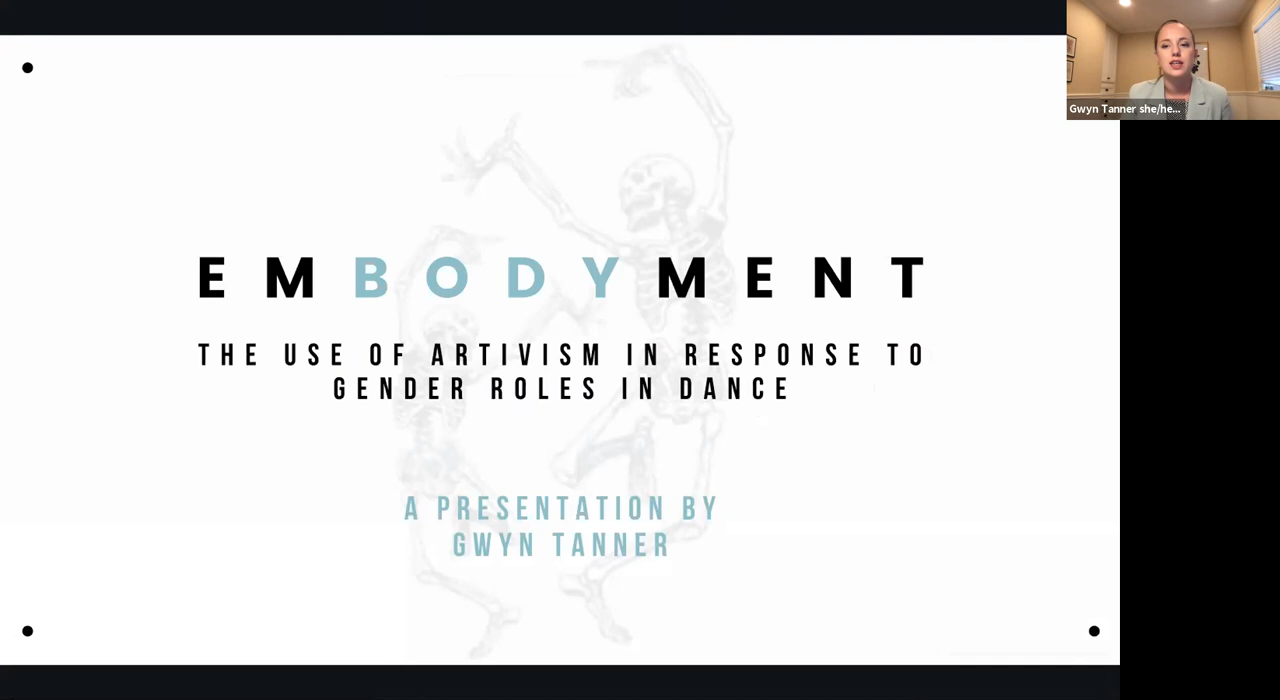 EMBODYMENT
THE USE OF ARTIVISM IN RESPONSE TO
GENDER ROLES IN DANCE
A PRESENTATION BY
GWYN TANNER
Gwyn Tanner she/he...